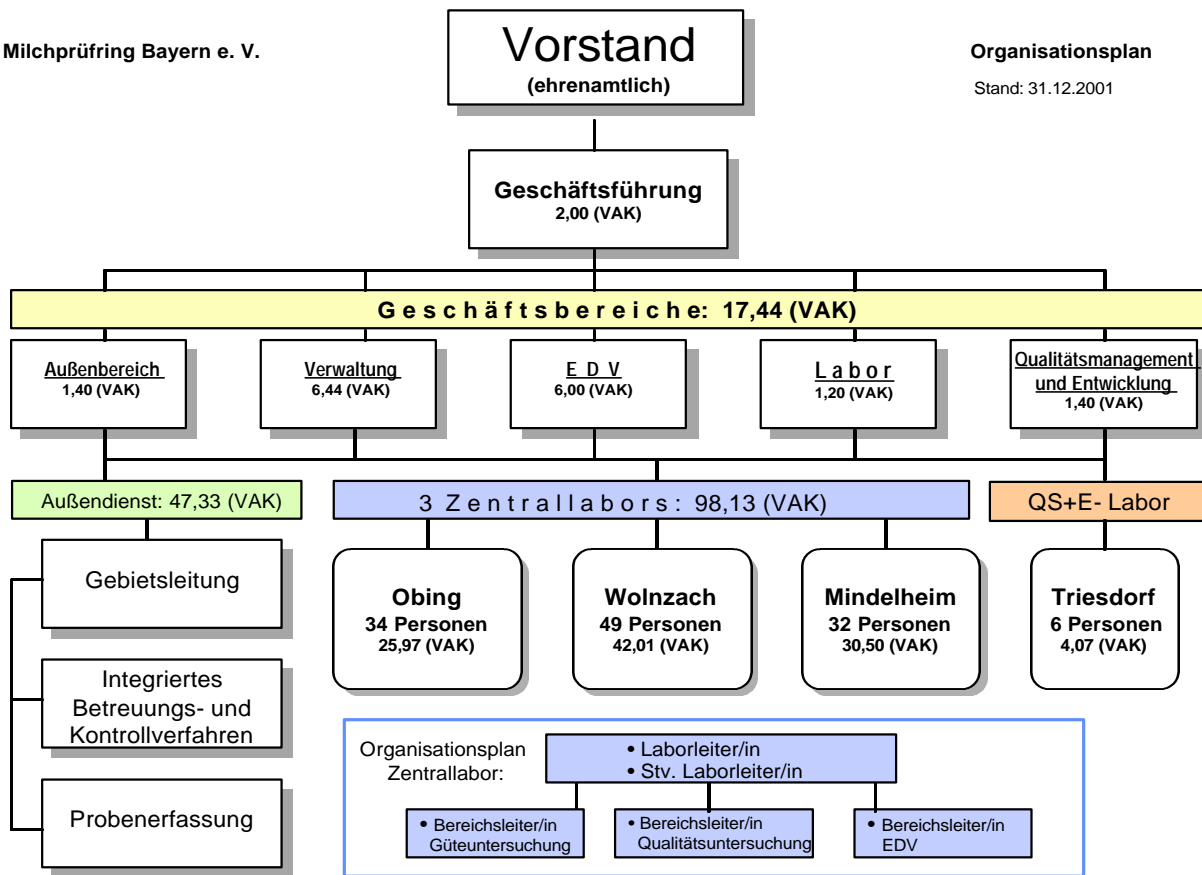 Milchprüfring Bayern e. V.
Vorstand
(ehrenamtlich)
Organisationsplan
Stand: 31.12.2001
Geschäftsführung
2,00 (VAK)
Geschäftsbereiche: 17,44 (VAK)
Außenbereich
1,40 (VAK)
Verwaltung
6,44 (VAK)
E D V
6,00 (VAK)
Labor
1,20 (VAK)
Qualitätsmanagement
und Entwicklung
1,40 (VAK)
Außendienst: 47,33 (VAK)
3 Zentrallabors: 98,13 (VAK)
QS+E- Labor
Gebietsleitung
Integriertes
Betreuungs- und
Kontrollverfahren
Probenerfassung
Obing
34 Personen
25,97 (VAK)
Wolnzach
49 Personen
42,01 (VAK)
Mindelheim
32 Personen
30,50 (VAK)
Triesdorf
6 Personen
4,07 (VAK)
Organisationsplan
Zentrallabor:
• Laborleiter/in
• Stv. Laborleiter/in
• Bereichsleiter/in
Güteuntersuchung
• Bereichsleiter/in
Qualitätsuntersuchung
• Bereichsleiter/in
EDV